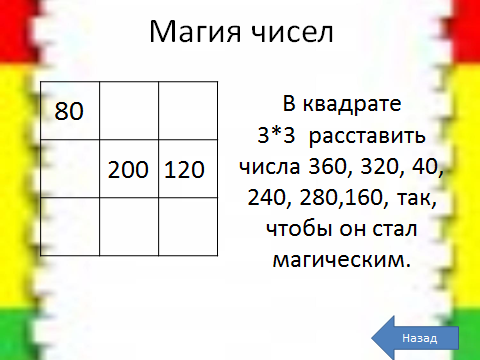 Магия чисел
80
200 120
В квадрате
3*3 расставить
числа 360, 320, 40,
240, 280,160, так,
чтобы он стал
магическим.
Назад